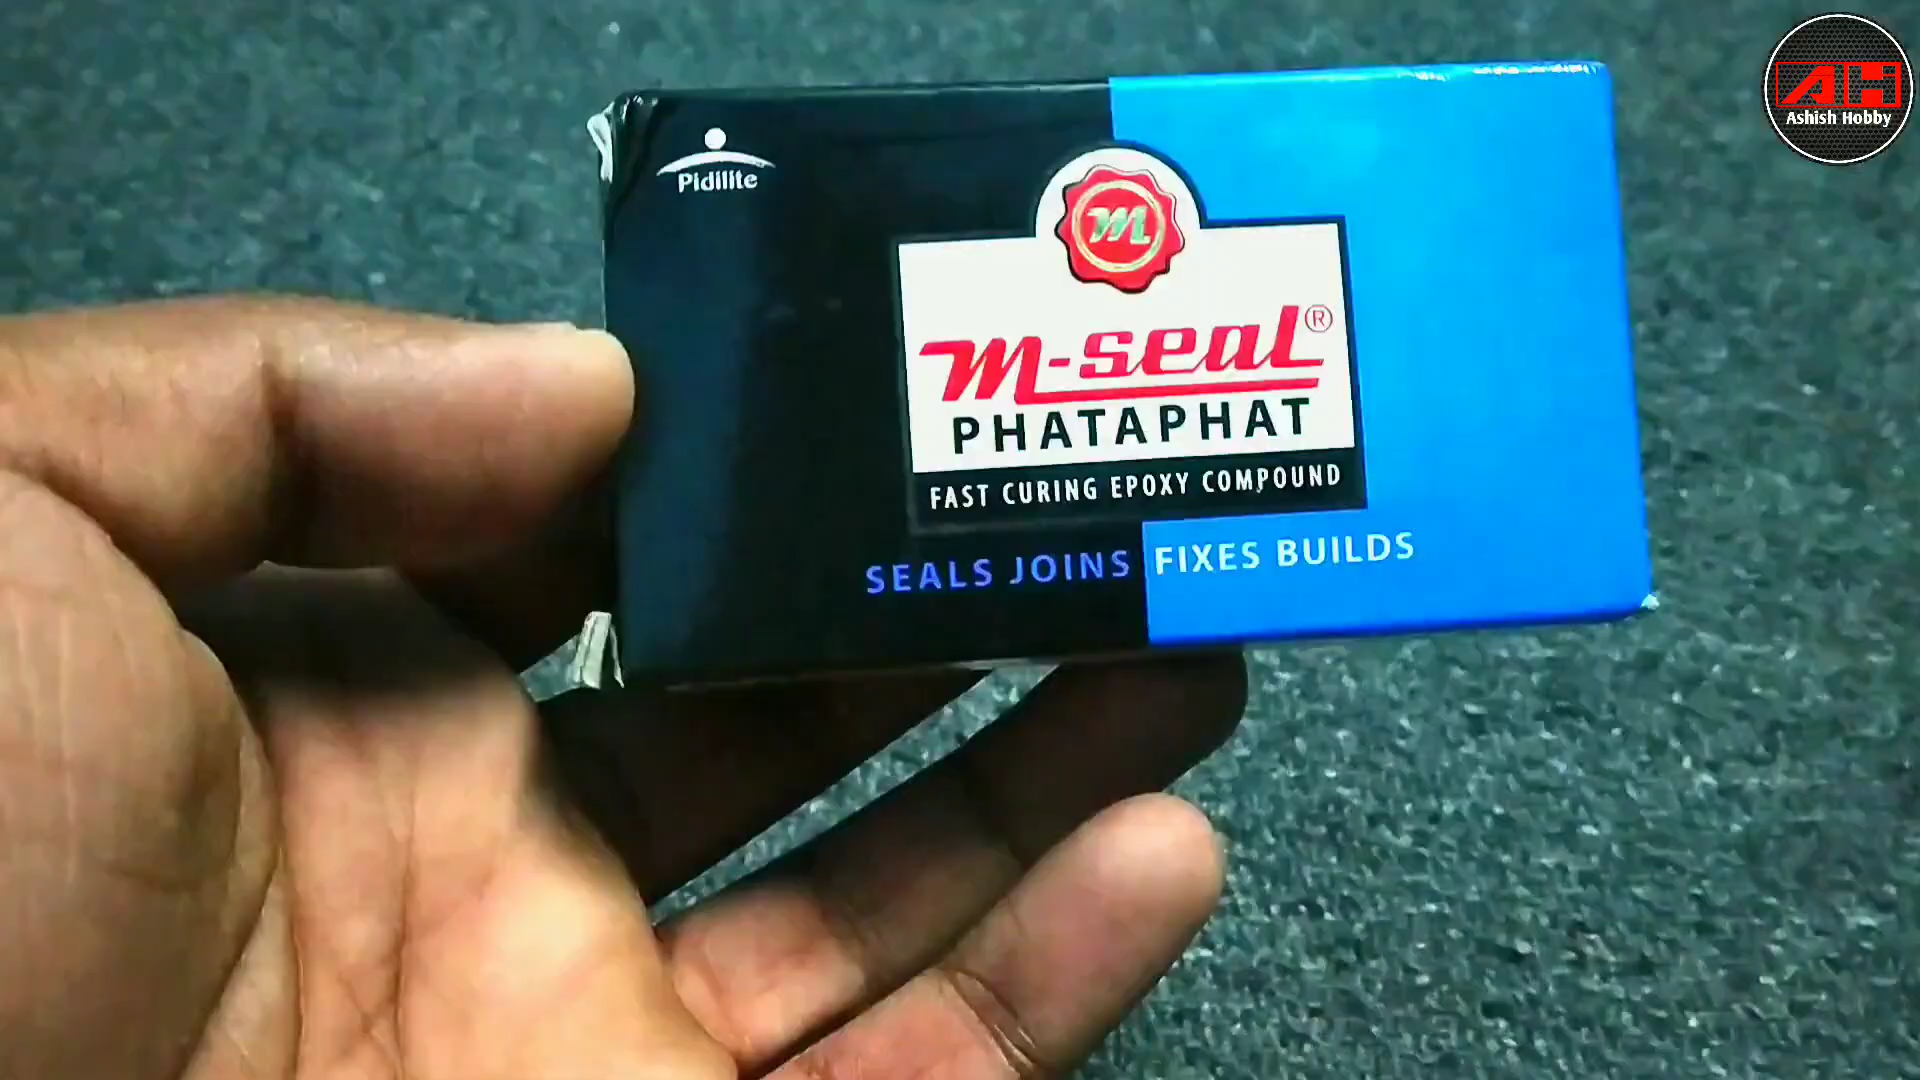 AH
Ashish Hobby
Pidilite
m
m-seal®
PHATAPHAT
FAST CURING EPOXY COMPOUND
SEALS JOINS FIXES BUILDS